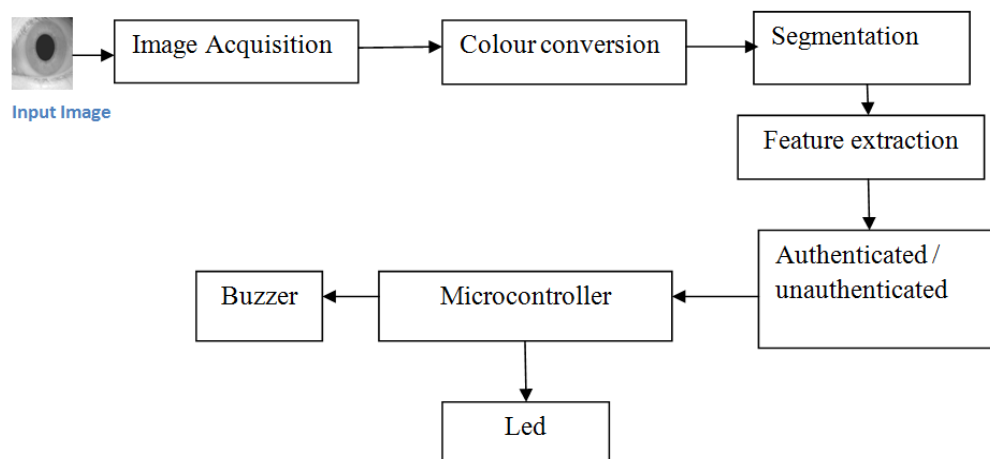 Input Image
Image Acquisition
Colour conversion
Segmentation
Feature extraction
Authenticated /
unauthenticated
Microcontroller
Buzzer
Led